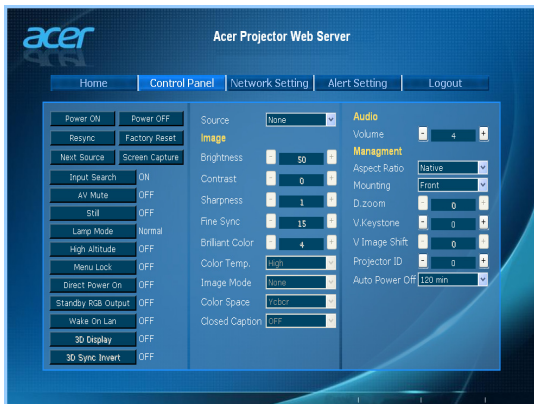 acer
Acer Projector Web Server
Home Control Panel Network Setting Alert Setting Logout
Power ON Power OFF
Resync Factory Reset
Next Source Screen Capture
Input Search ON
AV Mute OFF
Still OFF
Lamp Mode Normal
High Altitude OFF
Menu Lock OFF
Direct Power On OFF
Standby RGB Output OFF
Wake On Lan OFF
3D Display OFF
3D Sync Invert OFF
Source None
Image
Brightness - 50 +
Contrast - 0 +
Sharpness - 1 +
Fine Sync - 15 +
Brilliant Color - 4 +
Color Temp. High
Image Mode None
Color Space Ycbcr
Closed Caption OFF
Audio
Volume - 4 +
Managment
Aspect Ratio Native
Mounting Front
D.zoom - 0 +
V.Keystone - 0 +
V Image Shift - 0 +
Projector ID - 0 +
Auto Power Off 120 min